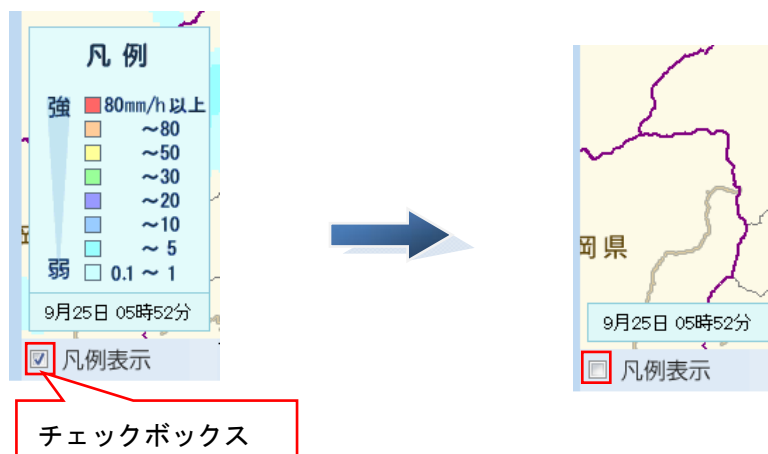 凡例
強 80mm/h以上
～80
～50
～30
～20
～10
～ 5
弱 0.1 ～ 1
9月25日 05時52分
凡例表示
チェックボックス
岡県
9月25日 05時52分
凡例表示